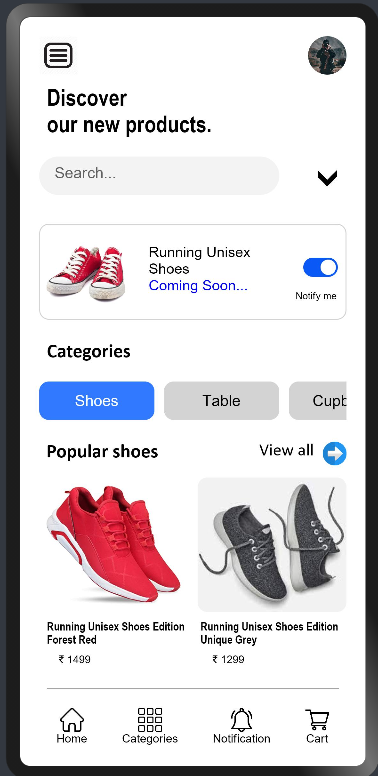 Discover
our new products.
Search...
Running Unisex
Shoes
Coming Soon...
Notify me
Categories
Shoes
Table
Cupb
Popular shoes
View all
Running Unisex Shoes Edition
Forest Red
₹ 1499
Running Unisex Shoes Edition
Unique Grey
₹ 1299
Home
Categories
Notification
Cart